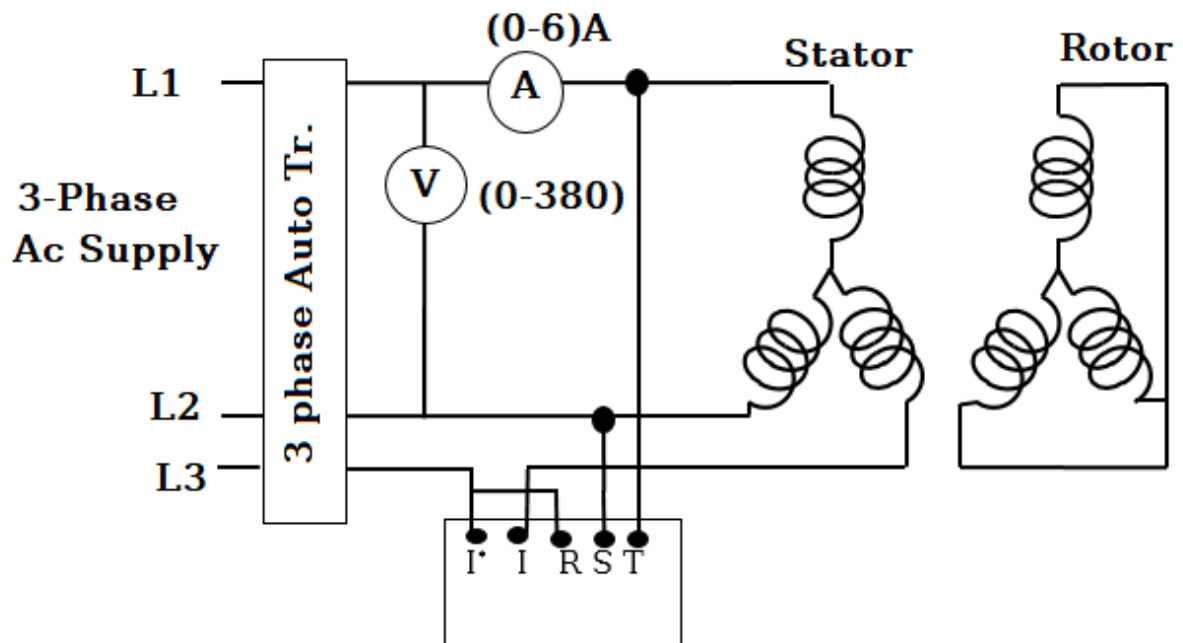 (0-6)A
Stator
Rotor
L1
A
3 phase Auto Tr.
V
(0-380)
3-Phase
Ac Supply
L2
L3
I* I R S T